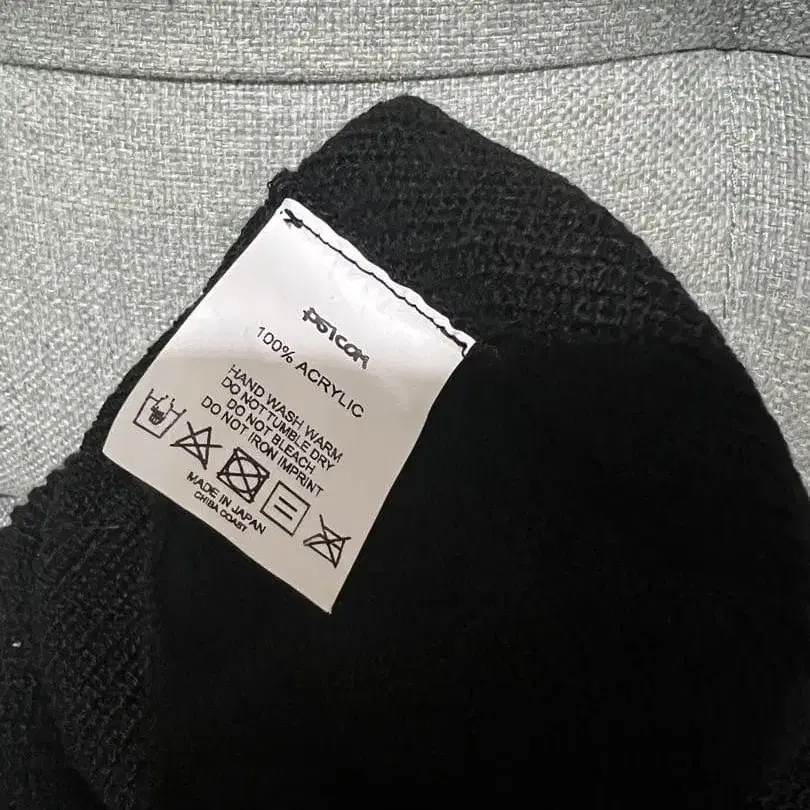 100% ACRYLIC
HAND WASH WARM
DO NOT TUMBLE DRY
DO NOT BLEACH
DO NOT IRON IMPRINT
MADE IN JAPAN
CHIBA COAST